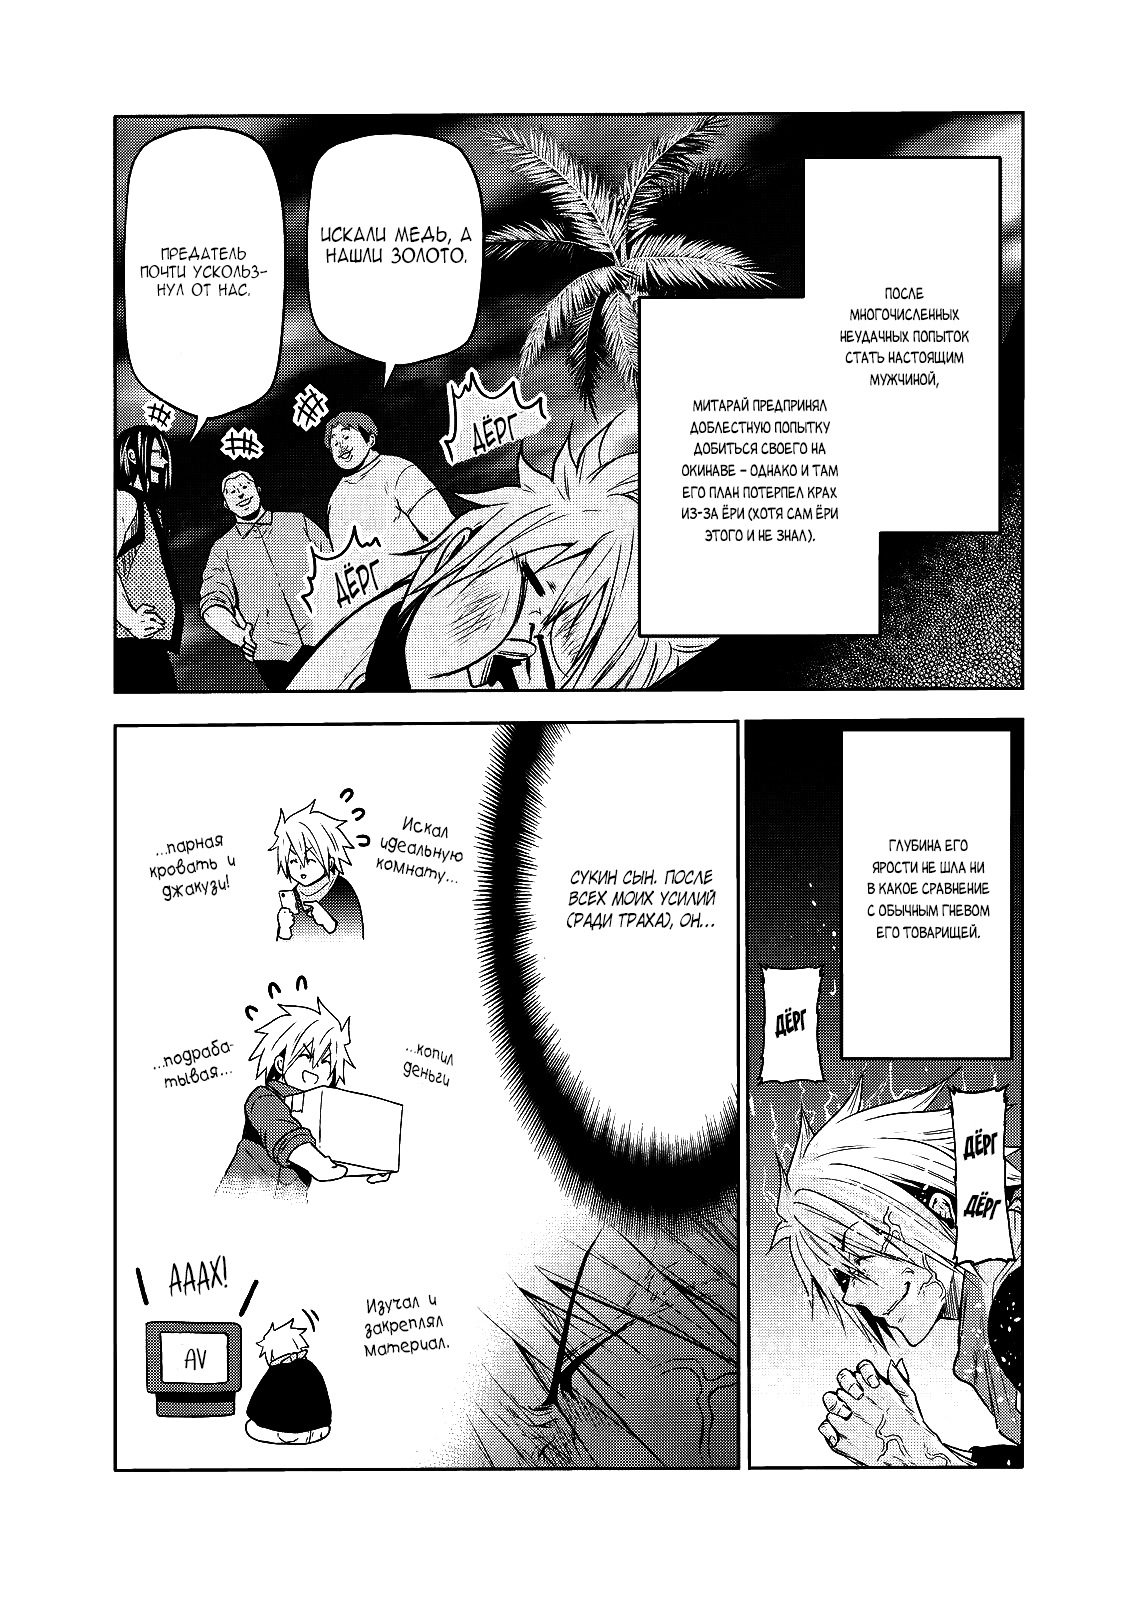 ПОСЛЕ
МНОГОЧИСЛЕННЫХ
НЕУДАЧНЫХ ПОПЫТОК
СТАТЬ НАСТОЯЩИМ
МУЖЧИНОЙ,
МИТАРАЙ ПРЕДПРИНЯЛ
ДОБЛЕСТНУЮ ПОПЫТКУ
ДОБИТЬСЯ СВОЕГО НА
ОКИНАВЕ – ОДНАКО И ТАМ
ЕГО ПЛАН ПОТЕРПЕЛ КРАХ
ИЗ-ЗА ЁРИ (ХОТЯ САМ ЁРИ
ЭТОГО И НЕ ЗНАЛ).
ИСКАЛИ МЕДЬ, А
НАШЛИ ЗОЛОТО.
ПРЕДАТЕЛЬ
ПОЧТИ УСКОЛЬЗ-
НУЛ ОТ НАС.
ДЁРГ
ДЁРГ
ГЛУБИНА ЕГО
ЯРОСТИ НЕ ШЛА НИ
В КАКОЕ СРАВНЕНИЕ
С ОБЫЧНЫМ ГНЕВОМ
ЕГО ТОВАРИЩЕЙ.
ДЁРГ
ДЁРГ
ДЁРГ
СУКИН СЫН. ПОСЛЕ
ВСЕХ МОИХ УСИЛИЙ
(РАДИ ТРАХА), ОН...
Искал
идеальную
комнату...
...парная
кровать и
джакузи!
...копил
деньги
...подраба-
тывая...
Изучал и
закреплял
материал.
АААХ!
AV